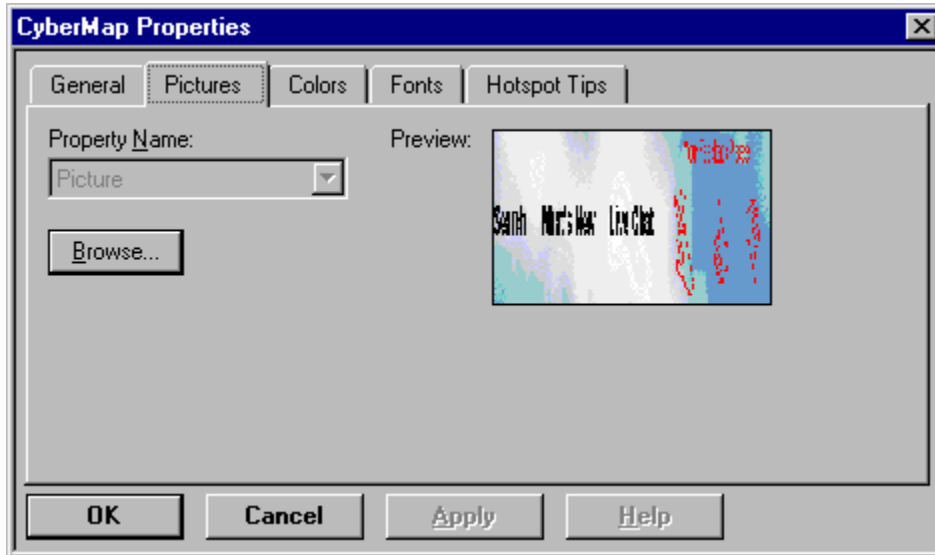 CyberMap Properties
General Pictures Colors Fonts Hotspot Tips
Property Name:
Preview:
Picture
Browse...
Search What's New Live Chat
OK Cancel Apply Help